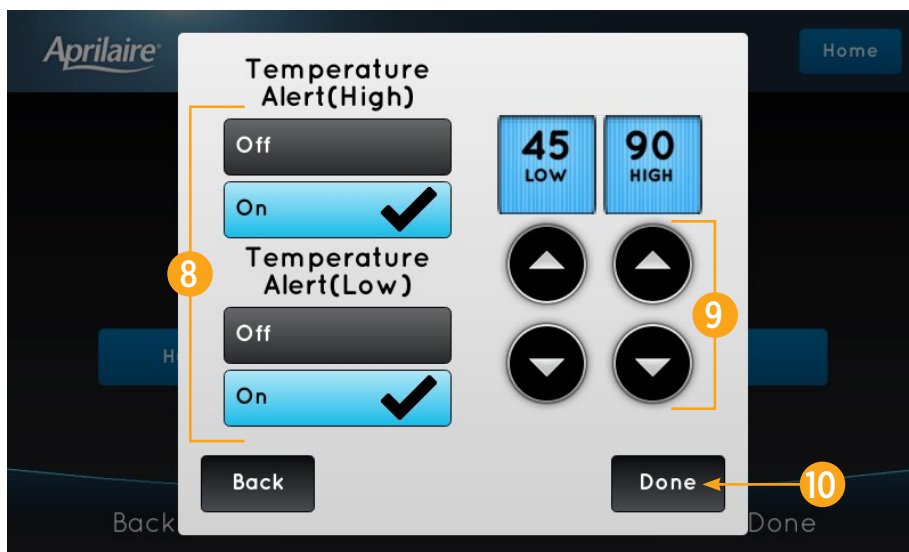 Aprilaire®
Home
Temperature
Alert(High)
Off
On
Temperature
Alert(Low)
Off
On
45
LOW
90
HIGH
8
9
H
Back
Done
10
Back
Done